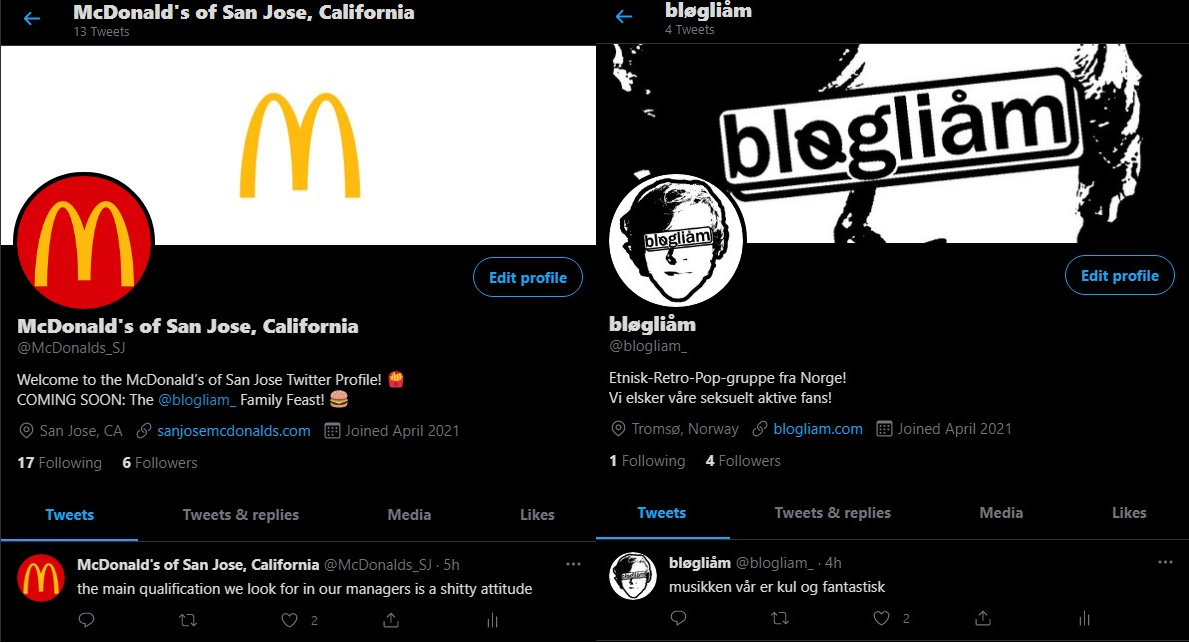 McDonald's of San Jose, California
13 Tweets
Edit profile
McDonald's of San Jose, California
@McDonalds_SJ
Welcome to the McDonald's of San Jose Twitter Profile! 🍟
COMING SOON: The @blogliam_ Family Feast! 🍔
San Jose, CA sanjosemcdonalds.com Joined April 2021
17 Following 6 Followers
Tweets Tweets & replies Media Likes
McDonald's of San Jose, California @McDonalds_SJ · 5h
the main qualification we look for in our managers is a shitty attitude
2
bløgliåm
4 Tweets
bløgliåm
bløgliåm
Edit profile
bløgliåm
@blogliam_
Etnisk-Retro-Pop-gruppe fra Norge!
Vi elsker våre seksuelt aktive fans!
Tromsø, Norway blogliam.com Joined April 2021
1 Following 4 Followers
Tweets Tweets & replies Media Likes
bløgliåm @blogliam_ · 4h
musikken vår er kul og fantastisk
2